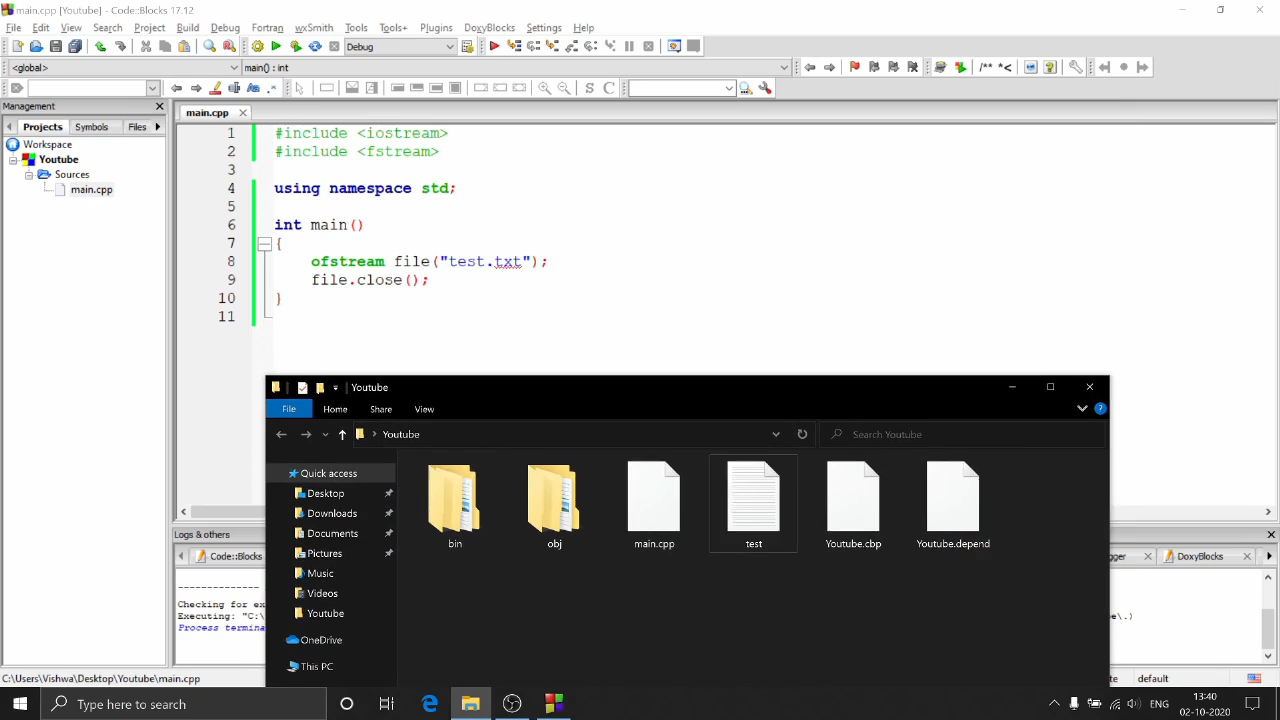 main.cpp [Youtube] - Code::Blocks 17.12
File Edit View Search Project Build Debug Fortran wxSmith Tools Tools+ Plugins DoxyBlocks Settings Help
Debug
<global> main() : int
/** *<
S C
Management
Projects Symbols Files
Workspace
Youtube
Sources
main.cpp
main.cpp
1 #include <iostream>
2 #include <fstream>
3
4 using namespace std;
5
6 int main()
7 {
8 ofstream file("test.txt");
9 file.close();
10 }
11
Youtube
File Home Share View
Youtube
Search Youtube
Quick access
Desktop
Downloads
Documents
Pictures
Music
Videos
Youtube
OneDrive
This PC
bin obj main.cpp test Youtube.cbp Youtube.depend
Logs & others
Code::Blocks
DoxyBlocks
--------------
Checking for ex
Executing: "C:\
Process termina
C:\Users\Vishwa\Desktop\Youtube\main.cpp
default
Type here to search
ENG
13:40
02-10-2020